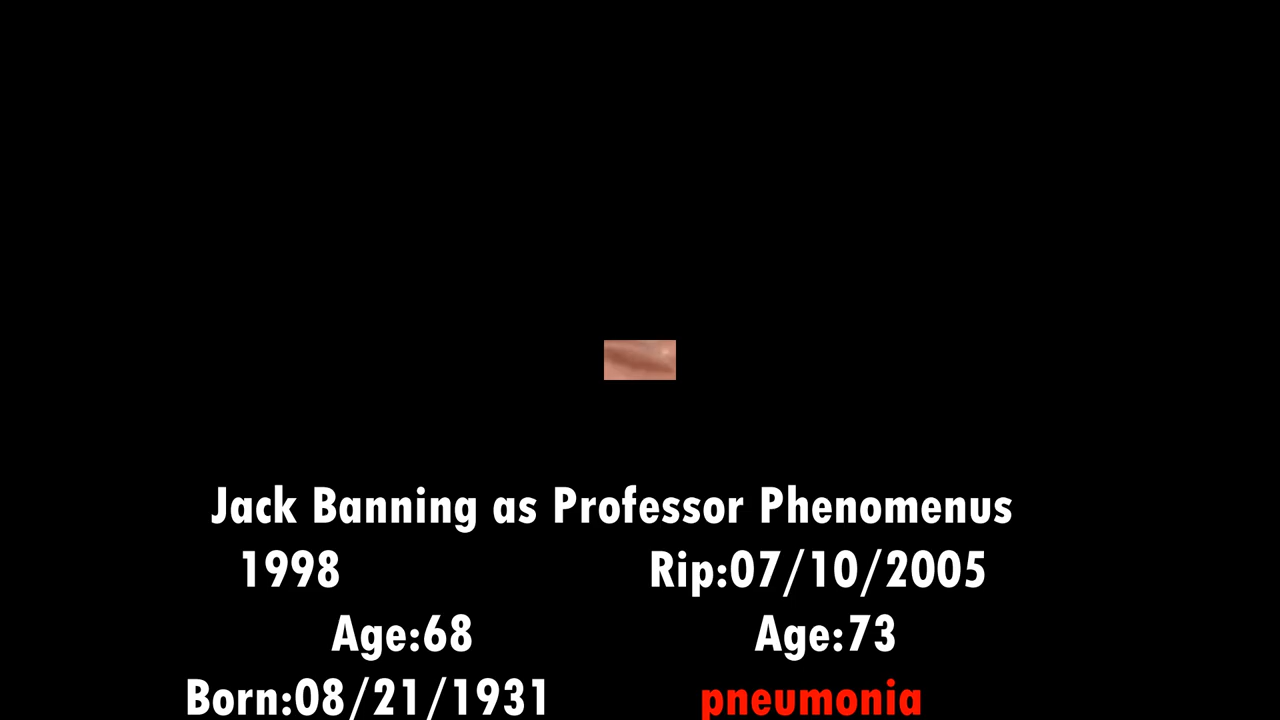 Jack Banning as Professor Phenomenus
1998 Rip:07/10/2005
Age:68 Age:73
Born:08/21/1931 pneumonia